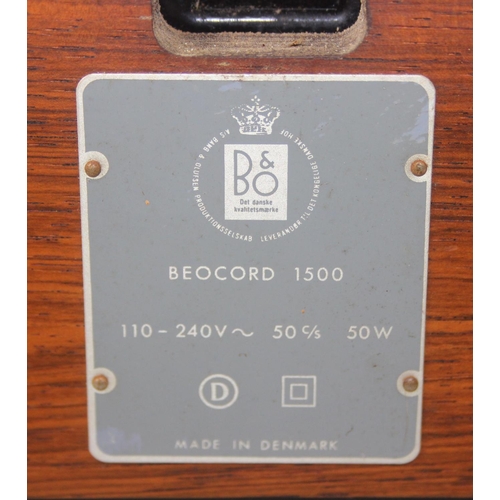 A/S BANG & OLUFSEN PRODUKTIONSSELSKAB LEVERANDØR TIL DET KONGELIGE DANSKE HOF
B&O
Det danske
kvalitetsmærke
BEOCORD 1500
110-240V~ 50 c/s 50W
D
MADE IN DENMARK